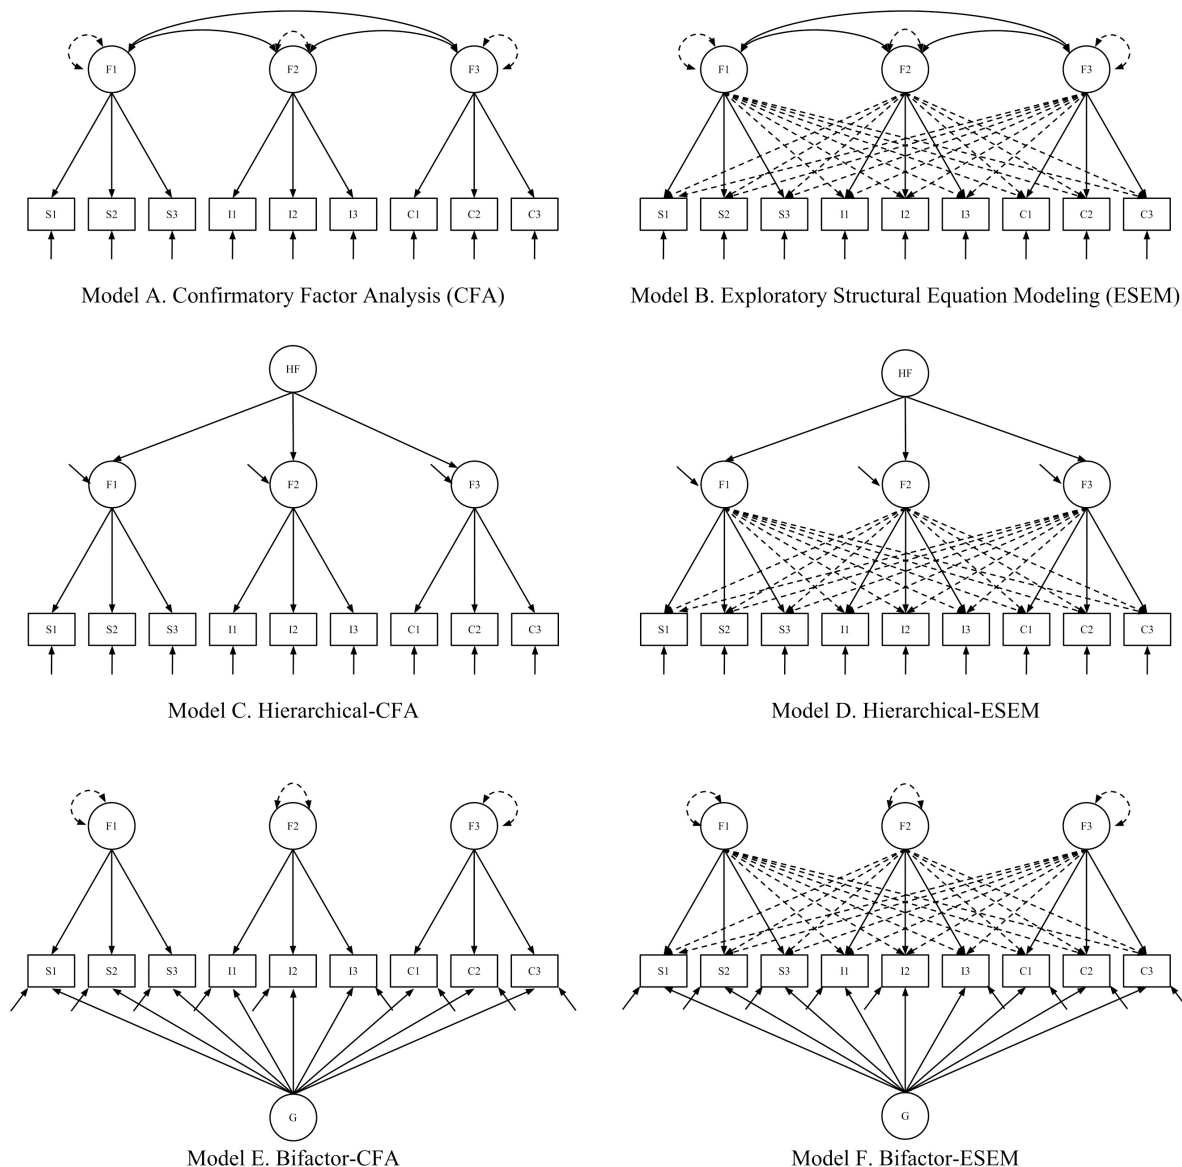 F1 F2 F3
S1 S2 S3 I1 I2 I3 C1 C2 C3
Model A. Confirmatory Factor Analysis (CFA)
F1 F2 F3
S1 S2 S3 I1 I2 I3 C1 C2 C3
Model B. Exploratory Structural Equation Modeling (ESEM)
HF
F1 F2 F3
S1 S2 S3 I1 I2 I3 C1 C2 C3
Model C. Hierarchical-CFA
HF
F1 F2 F3
S1 S2 S3 I1 I2 I3 C1 C2 C3
Model D. Hierarchical-ESEM
F1 F2 F3
S1 S2 S3 I1 I2 I3 C1 C2 C3
G
Model E. Bifactor-CFA
F1 F2 F3
S1 S2 S3 I1 I2 I3 C1 C2 C3
G
Model F. Bifactor-ESEM